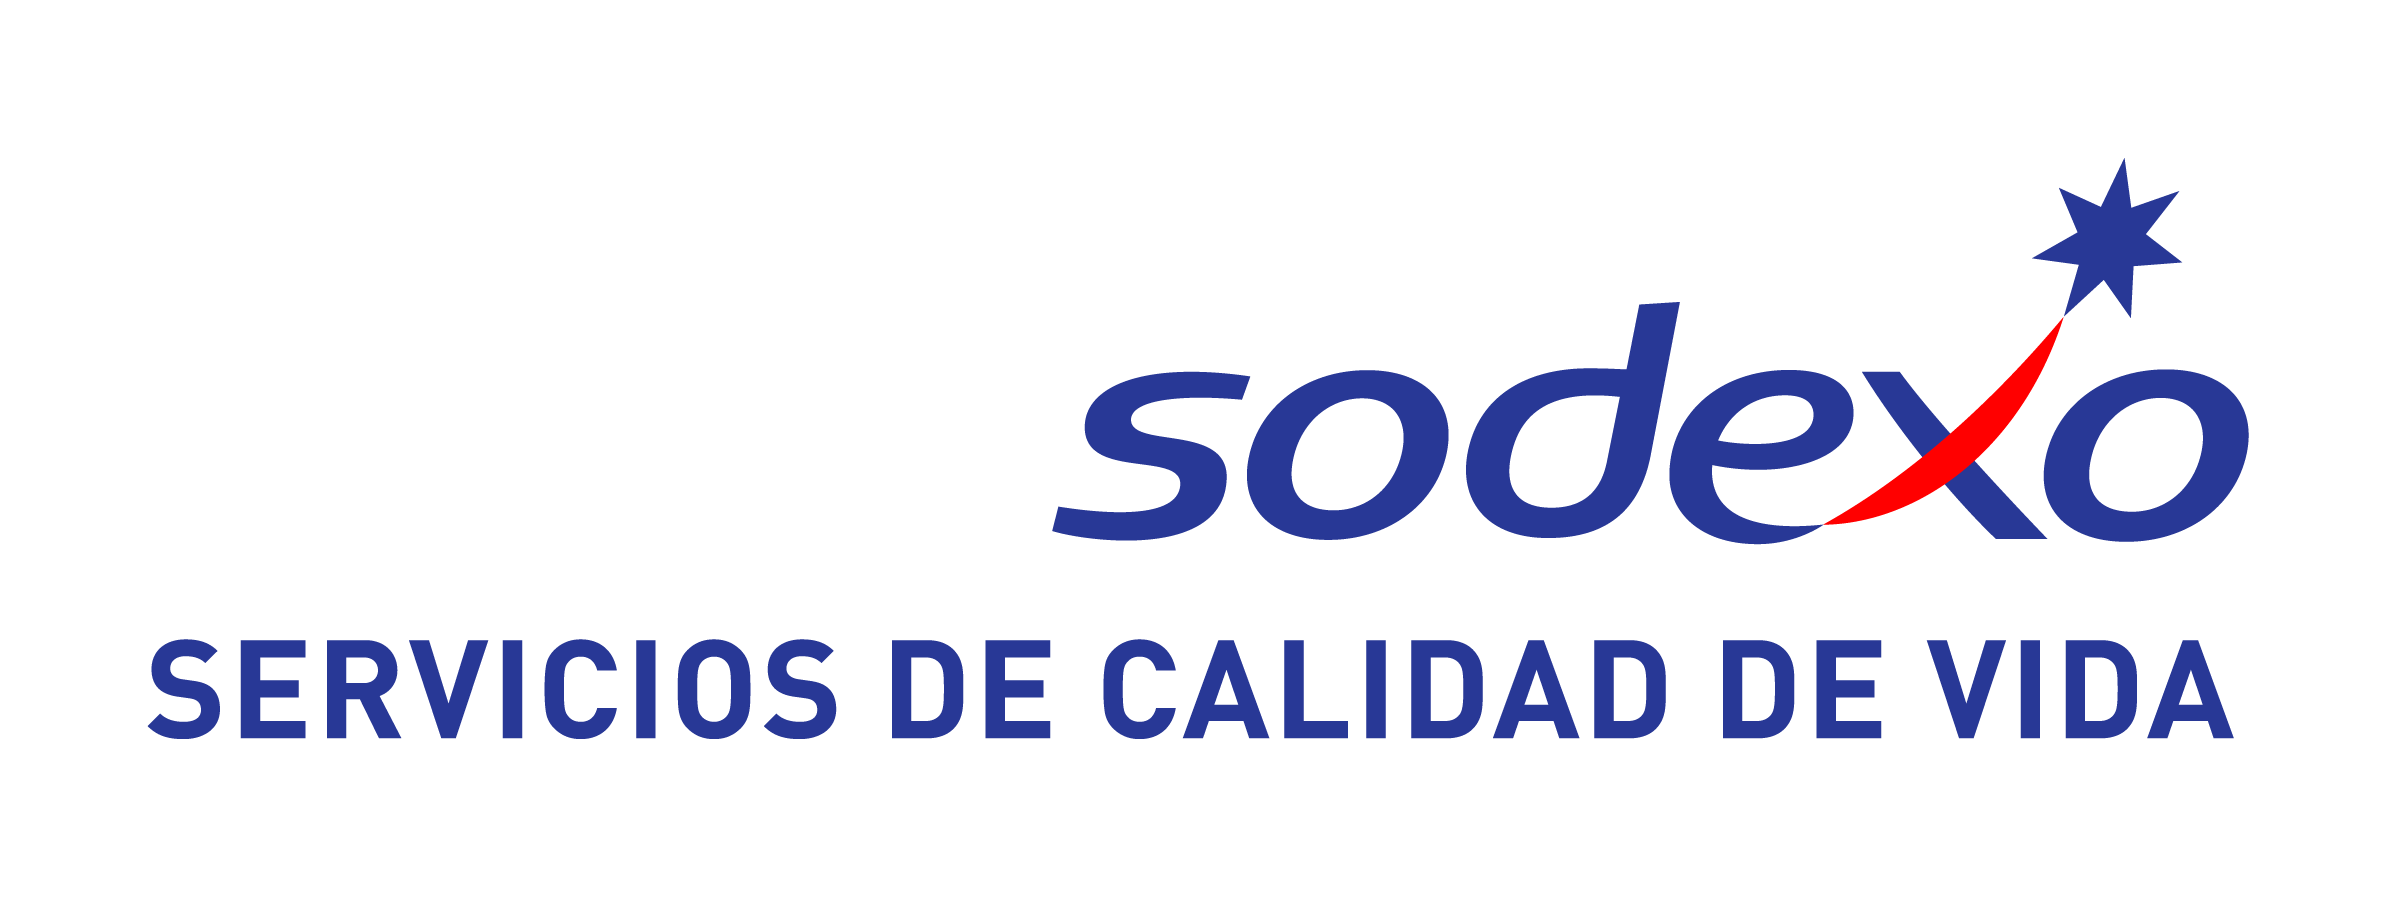 sodexo
SERVICIOS DE CALIDAD DE VIDA